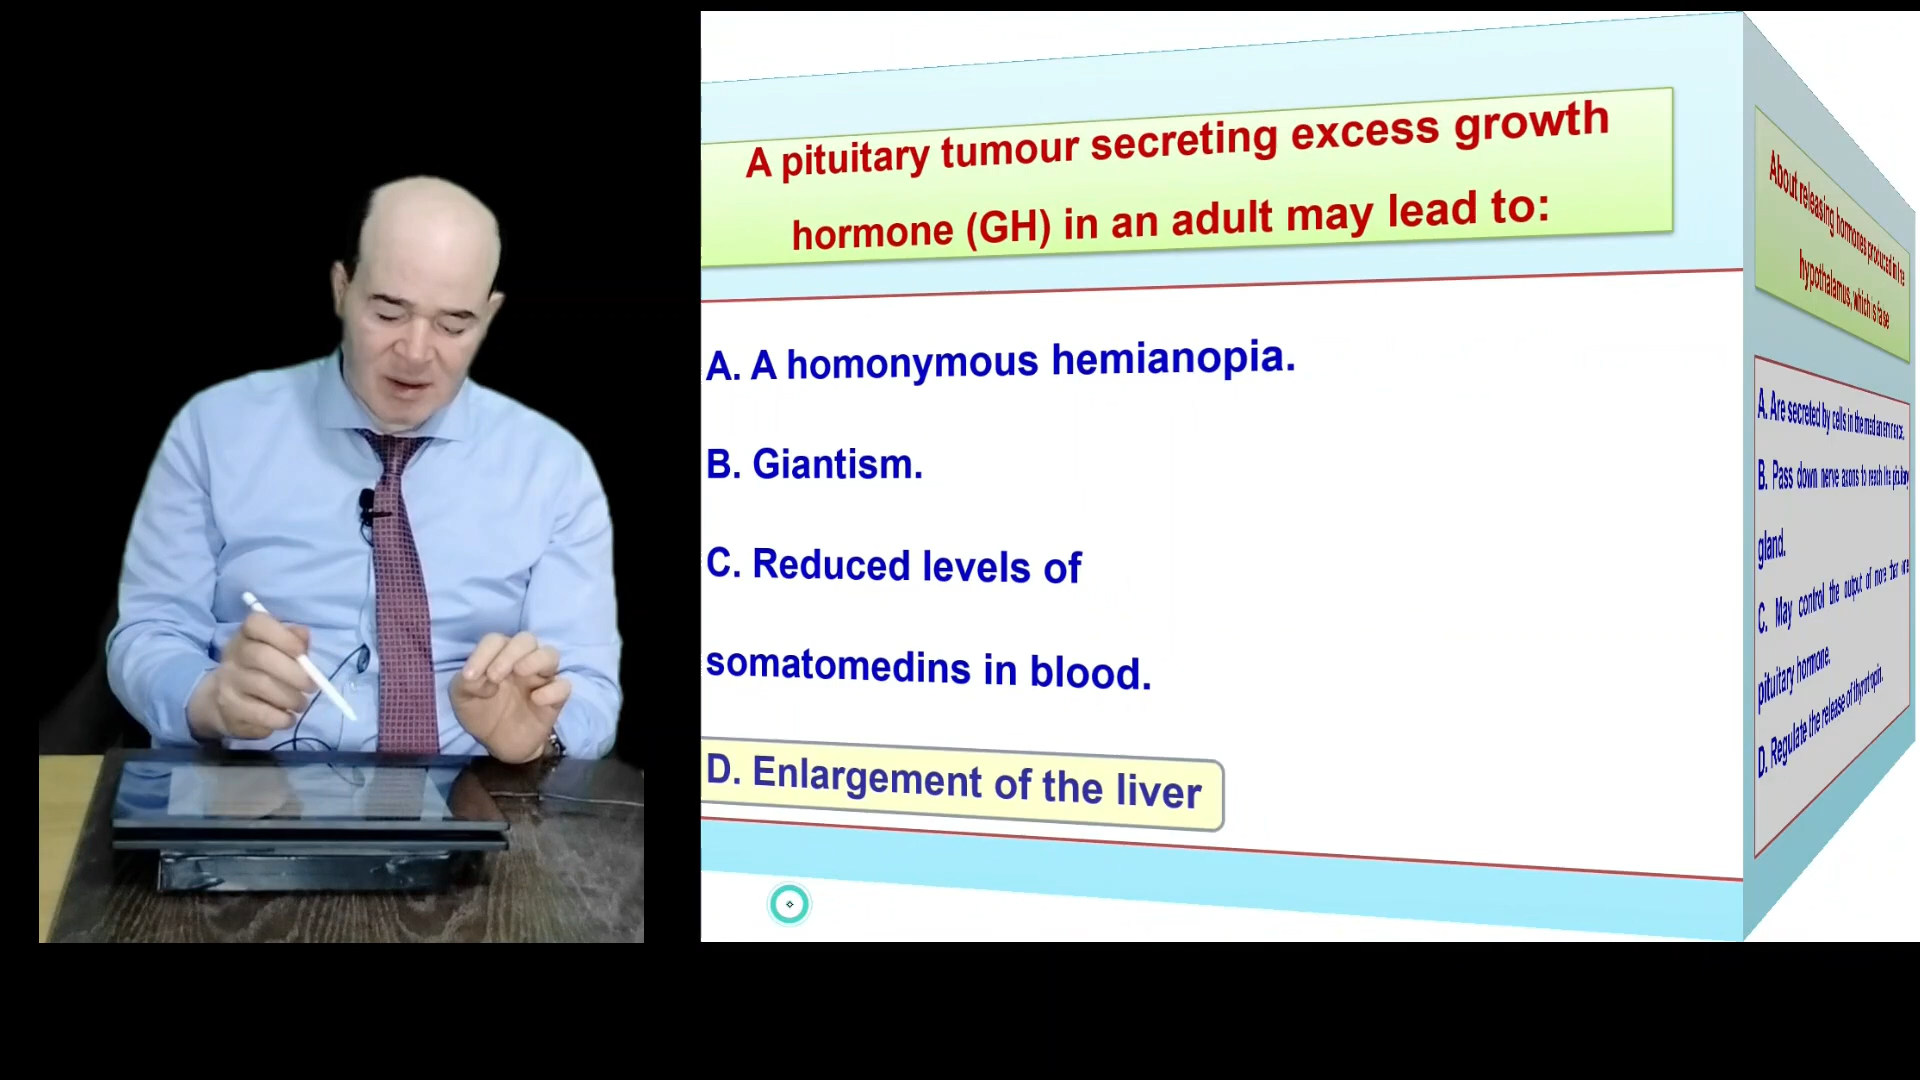 A pituitary tumour secreting excess growth
hormone (GH) in an adult may lead to:
A. A homonymous hemianopia.
B. Giantism.
C. Reduced levels of
somatomedins in blood.
D. Enlargement of the liver
About releasing hormones produced in the
hypothalamus, which is false
A. Are secreted by cells in the median eminence.
B. Pass down nerve axons to reach the pituitary
gland.
C. May control the output of more than one
pituitary hormone.
D. Regulate the release of thyrotropin.